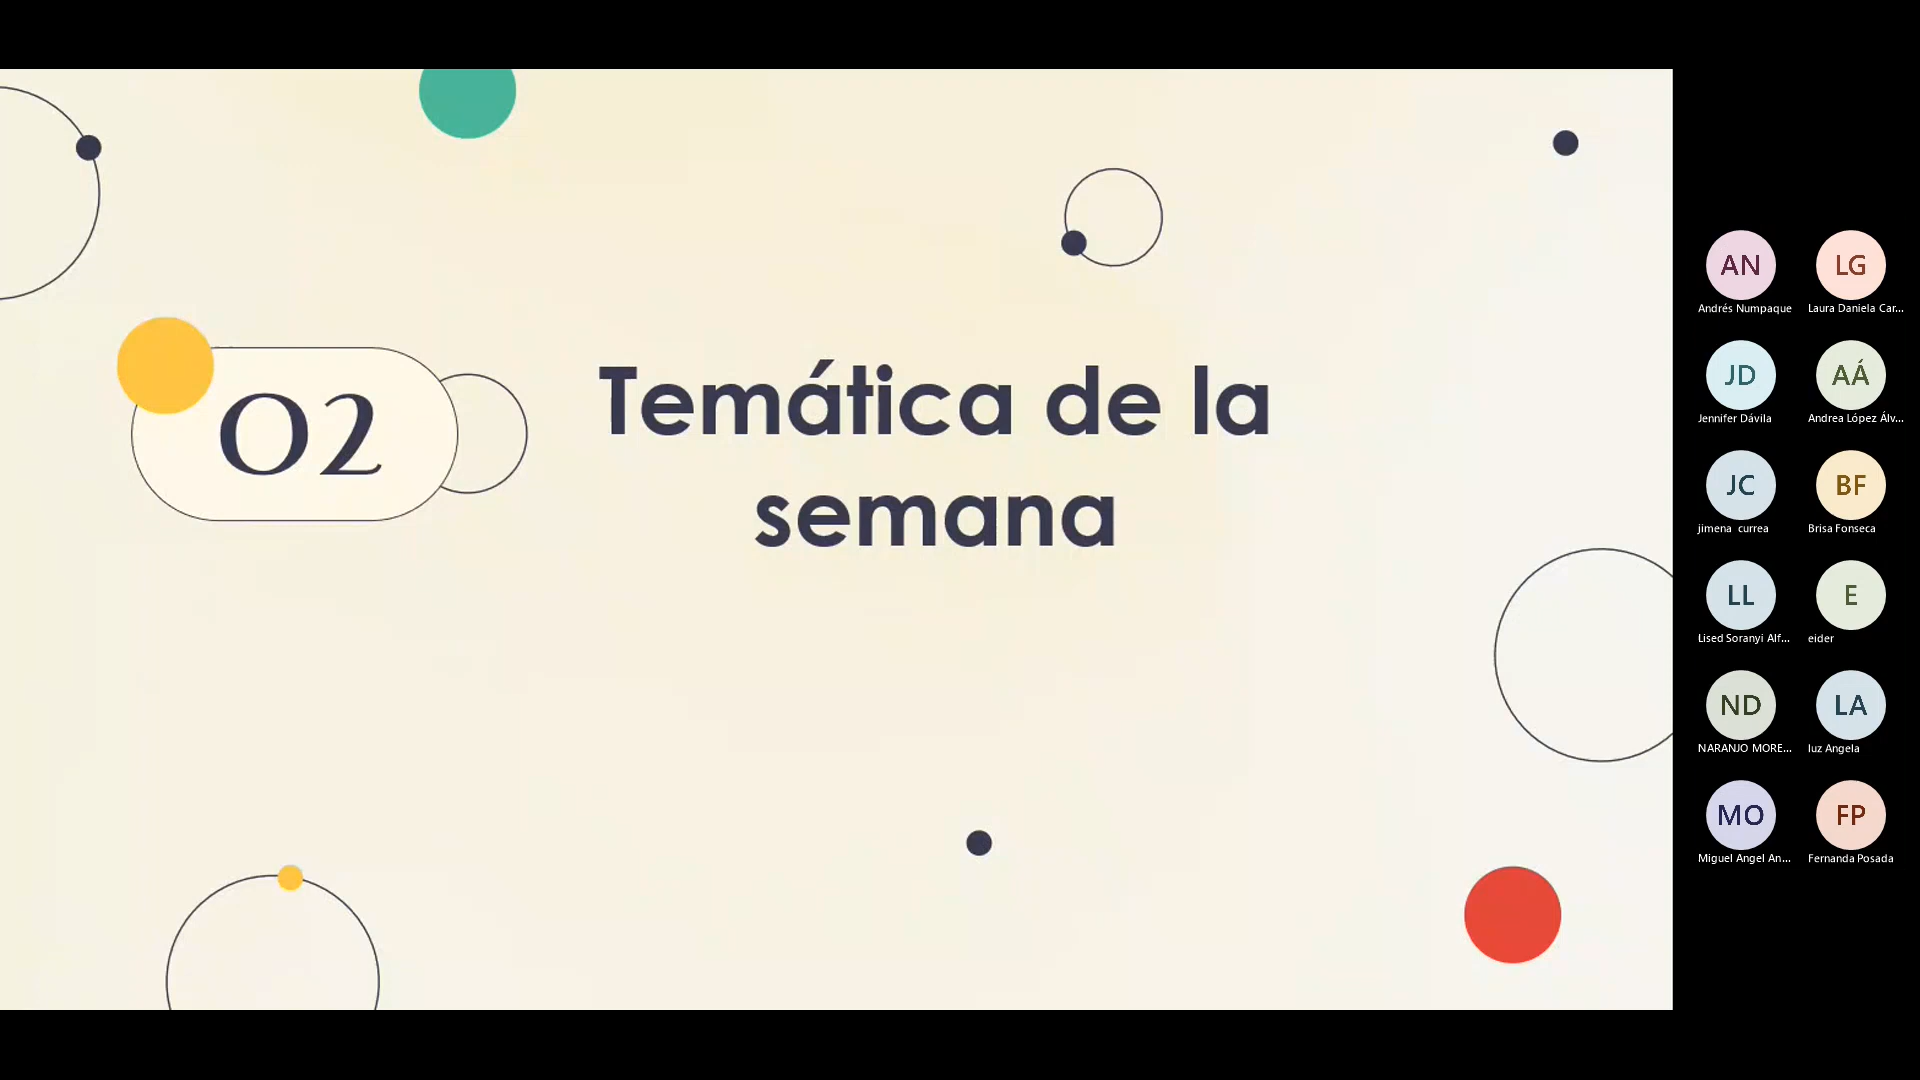 02
Temática de la
semana
AN
LG
Andrés Numpaque
Laura Daniela Car...
JD
AÁ
Jennifer Dávila
Andrea López Álv...
JC
BF
jimena currea
Brisa Fonseca
LL
E
Lised Soranyi Alf...
eider
ND
LA
NARANJO MORE...
luz Angela
MO
FP
Miguel Angel An...
Fernanda Posada